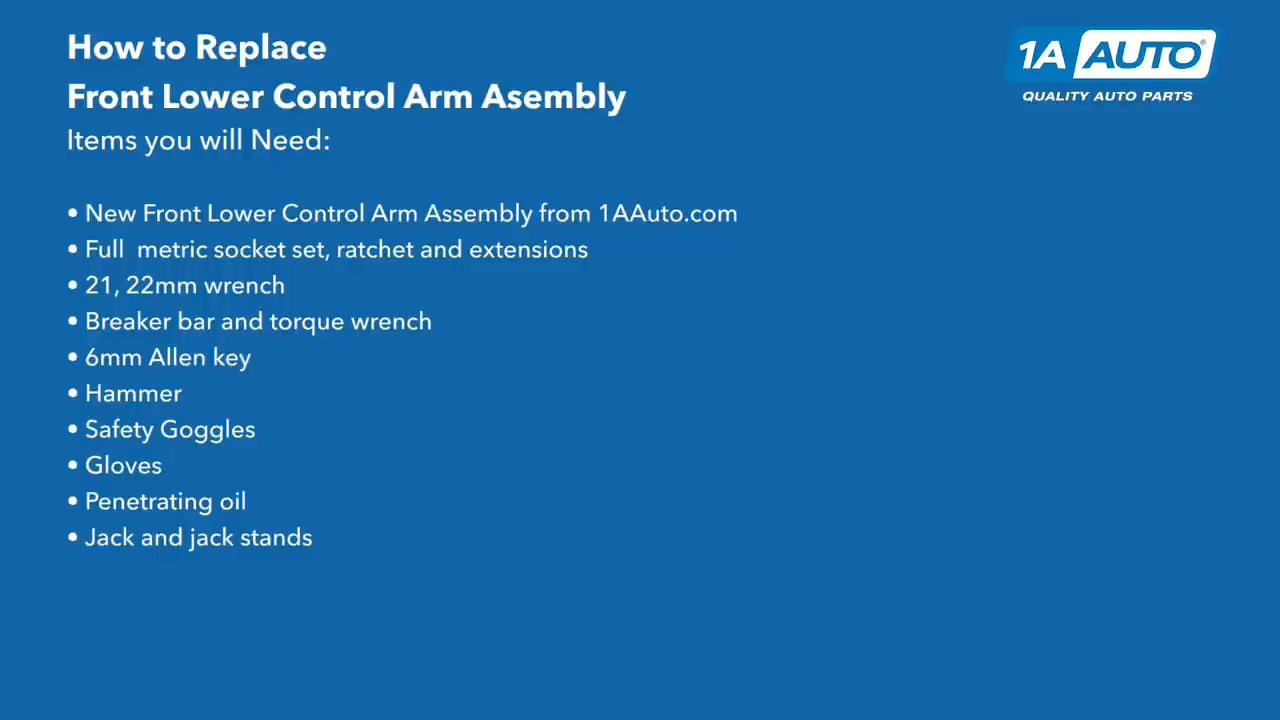 How to Replace
Front Lower Control Arm Asembly
Items you will Need:
1A AUTO®
QUALITY AUTO PARTS
• New Front Lower Control Arm Assembly from 1AAuto.com
• Full  metric socket set, ratchet and extensions
• 21, 22mm wrench
• Breaker bar and torque wrench
• 6mm Allen key
• Hammer
• Safety Goggles
• Gloves
• Penetrating oil
• Jack and jack stands